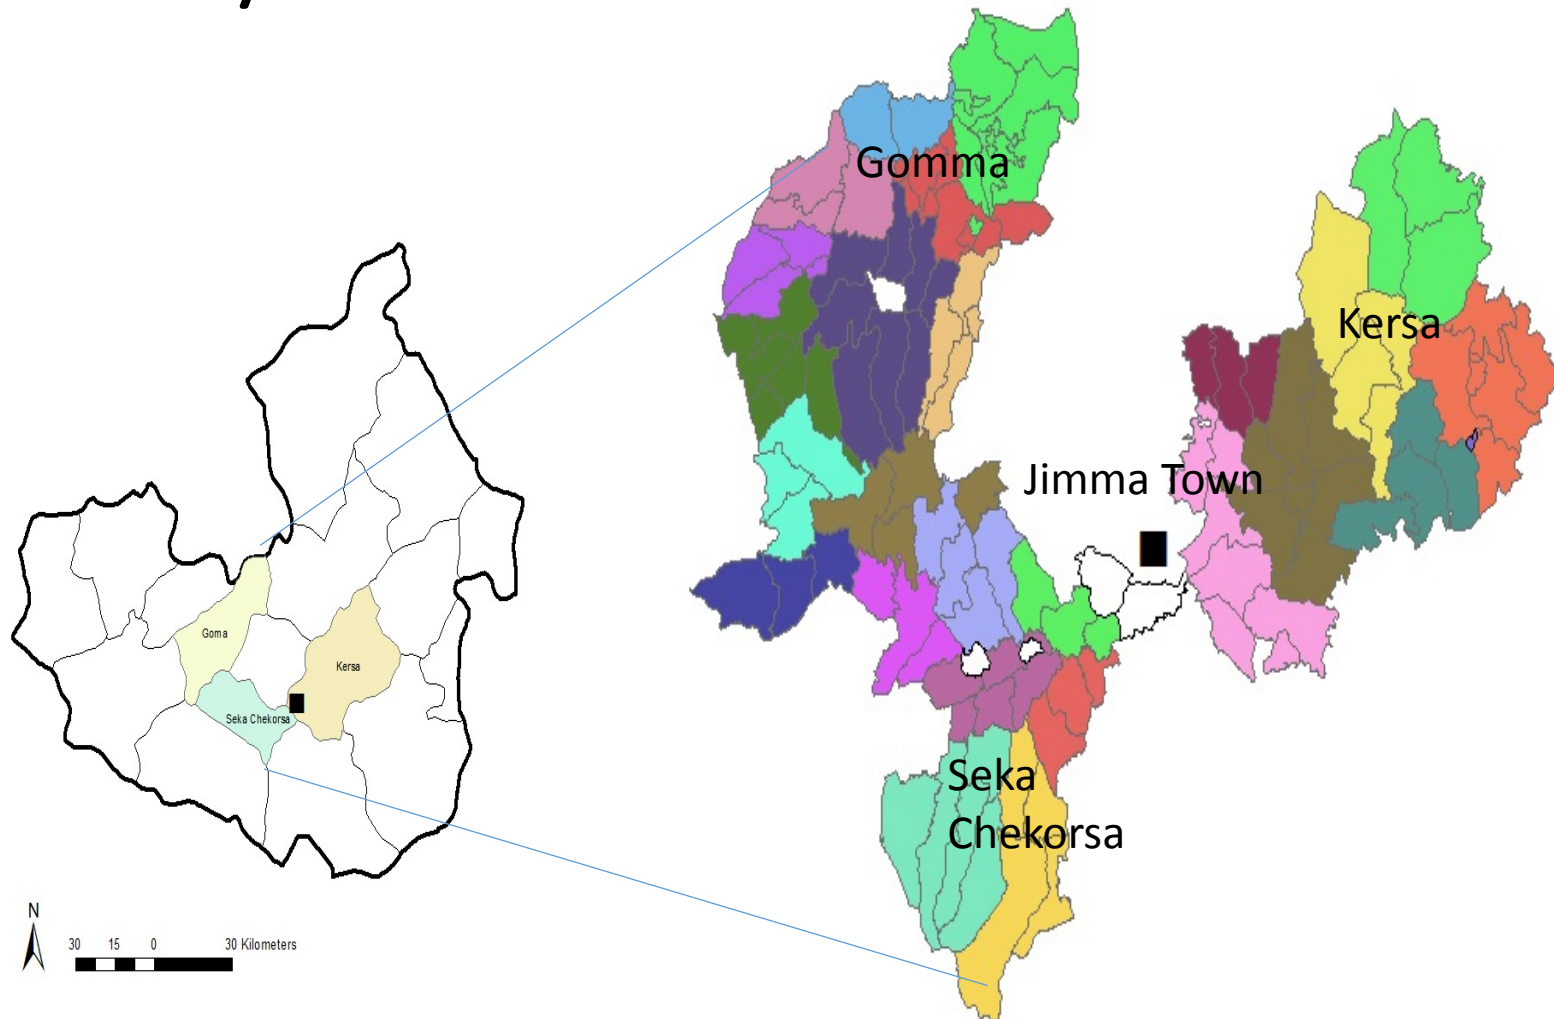 Gomma
Kersa
Jimma Town
Seka
Chekorsa
Goma
Kersa
Seka Chekorsa
N
30 15 0 30 Kilometers